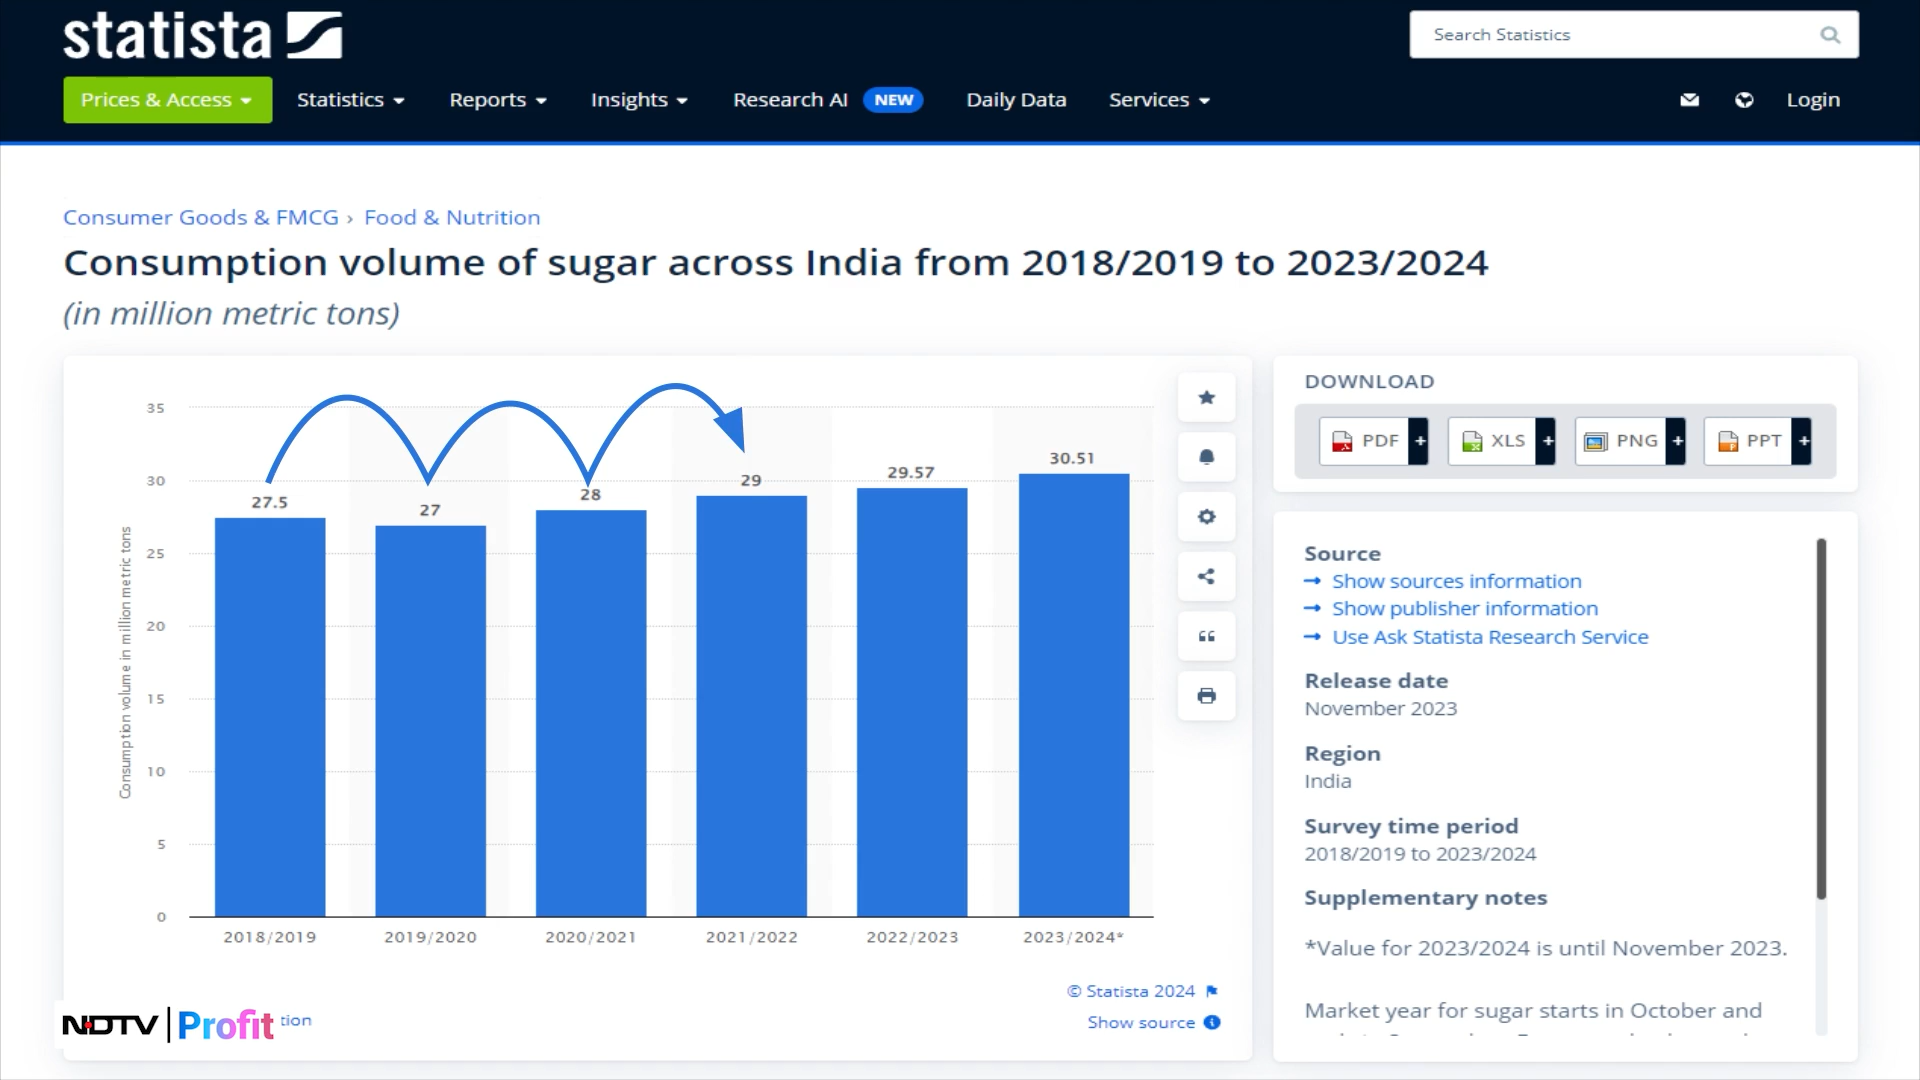 statista
Search Statistics
Prices & Access
Statistics
Reports
Insights
Research AI NEW
Daily Data
Services
Login
Consumer Goods & FMCG › Food & Nutrition
Consumption volume of sugar across India from 2018/2019 to 2023/2024
(in million metric tons)
Consumption volume in million metric tons
35
30
25
20
15
10
5
0
27.5
27
28
29
29.57
30.51
2018/2019
2019/2020
2020/2021
2021/2022
2022/2023
2023/2024*
© Statista 2024
Show source
NDTV | Profit
tion
DOWNLOAD
PDF +
XLS +
PNG +
PPT +
Source
→ Show sources information
→ Show publisher information
→ Use Ask Statista Research Service
Release date
November 2023
Region
India
Survey time period
2018/2019 to 2023/2024
Supplementary notes
*Value for 2023/2024 is until November 2023.
Market year for sugar starts in October and